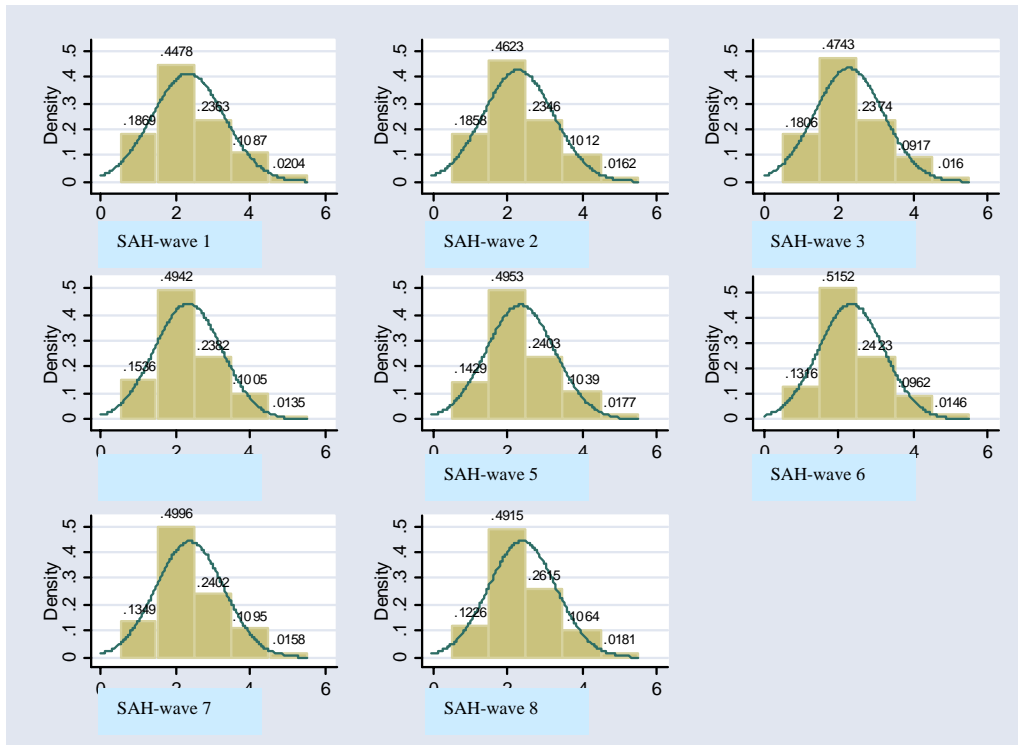 .5 .4 .3 .2 .1 0
Density
.4478
.1869
.2363
.1087
.0204
0 2 4 6
SAH-wave 1
.5 .4 .3 .2 .1 0
Density
.4623
.1858
.2346
.1012
.0162
0 2 4 6
SAH-wave 2
.5 .4 .3 .2 .1 0
Density
.4743
.1806
.2374
.0917
.016
0 2 4 6
SAH-wave 3
.5 .4 .3 .2 .1 0
Density
.4942
.1536
.2382
.1005
.0135
0 2 4 6
.5 .4 .3 .2 .1 0
Density
.4953
.1429
.2403
.1039
.0177
0 2 4 6
SAH-wave 5
.5 .4 .3 .2 .1 0
Density
.5152
.1316
.2423
.0962
.0146
0 2 4 6
SAH-wave 6
.5 .4 .3 .2 .1 0
Density
.4996
.1349
.2402
.1095
.0158
0 2 4 6
SAH-wave 7
.5 .4 .3 .2 .1 0
Density
.4915
.1226
.2615
.1064
.0181
0 2 4 6
SAH-wave 8